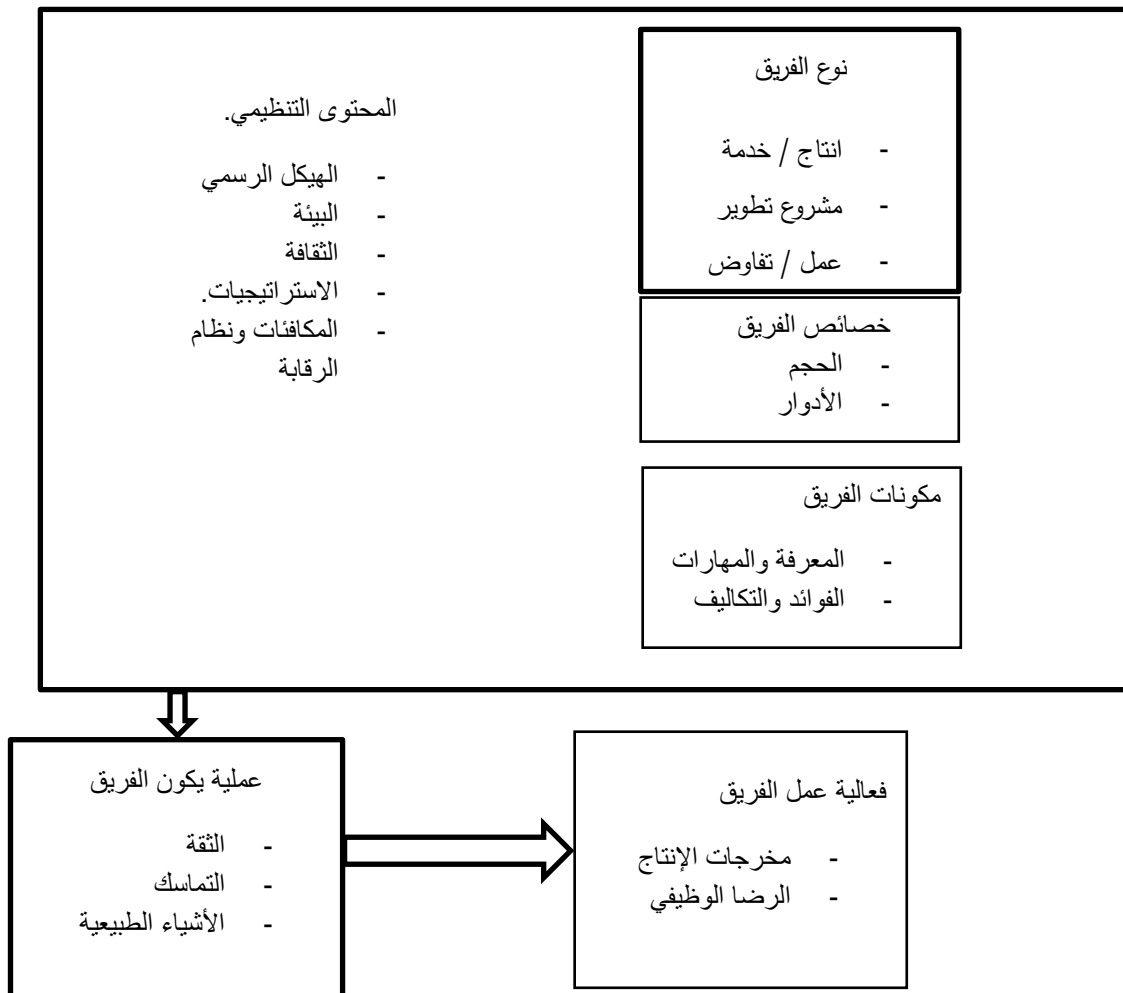 نوع الفريق
- انتاج / خدمة
- مشروع تطوير
- عمل / تفاوض
خصائص الفريق
- الحجم
- الأدوار
مكونات الفريق
- المعرفة والمهارات
- الفوائد والتكاليف
المحتوى التنظيمي.
- الهيكل الرسمي
- البيئة
- الثقافة
- الاستراتيجيات.
- المكافئات ونظام
الرقابة
عملية يكون الفريق
- الثقة
- التماسك
- الأشياء الطبيعية
فعالية عمل الفريق
- مخرجات الإنتاج
- الرضا الوظيفي